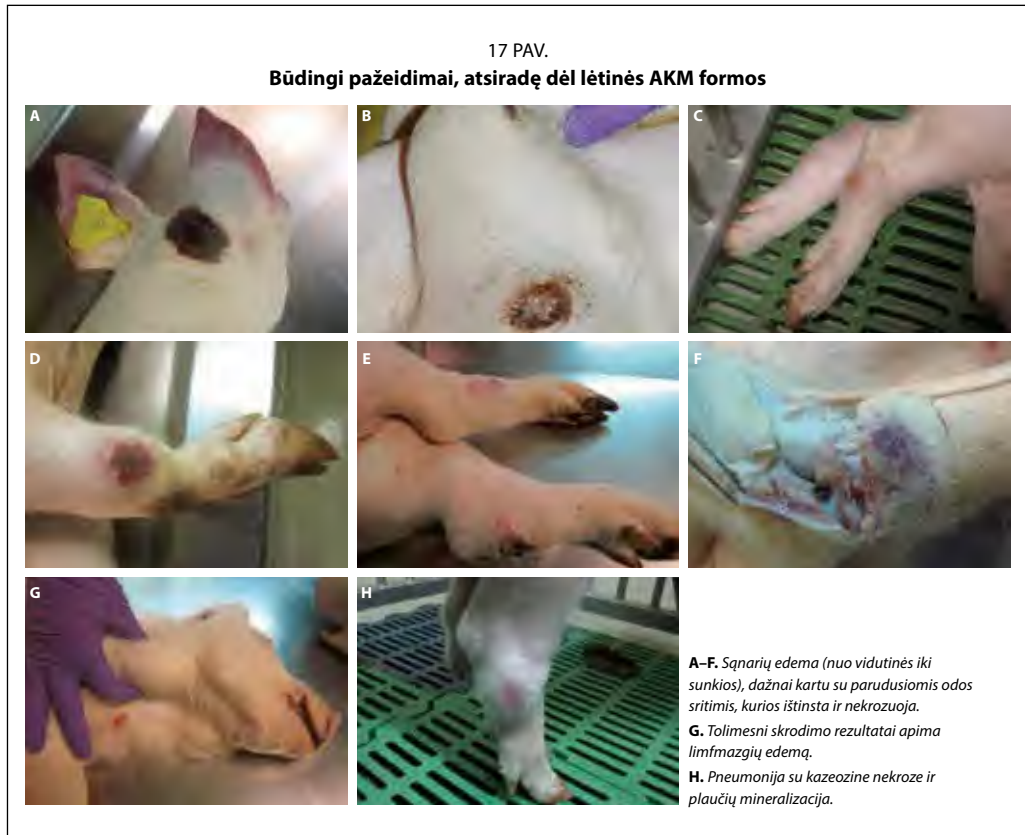 17 PAV.
Būdingi pažeidimai, atsiradę dėl lėtinės AKM formos
A
B
C
D
E
F
G
H
A–F. Sąnarių edema (nuo vidutinės iki
sunkios), dažnai kartu su parudusiomis odos
sritimis, kurios ištinsta ir nekrozuoja.
G. Tolimesni skrodimo rezultatai apima
limfmazgių edemą.
H. Pneumonija su kazeozine nekroze ir
plaučių mineralizacija.